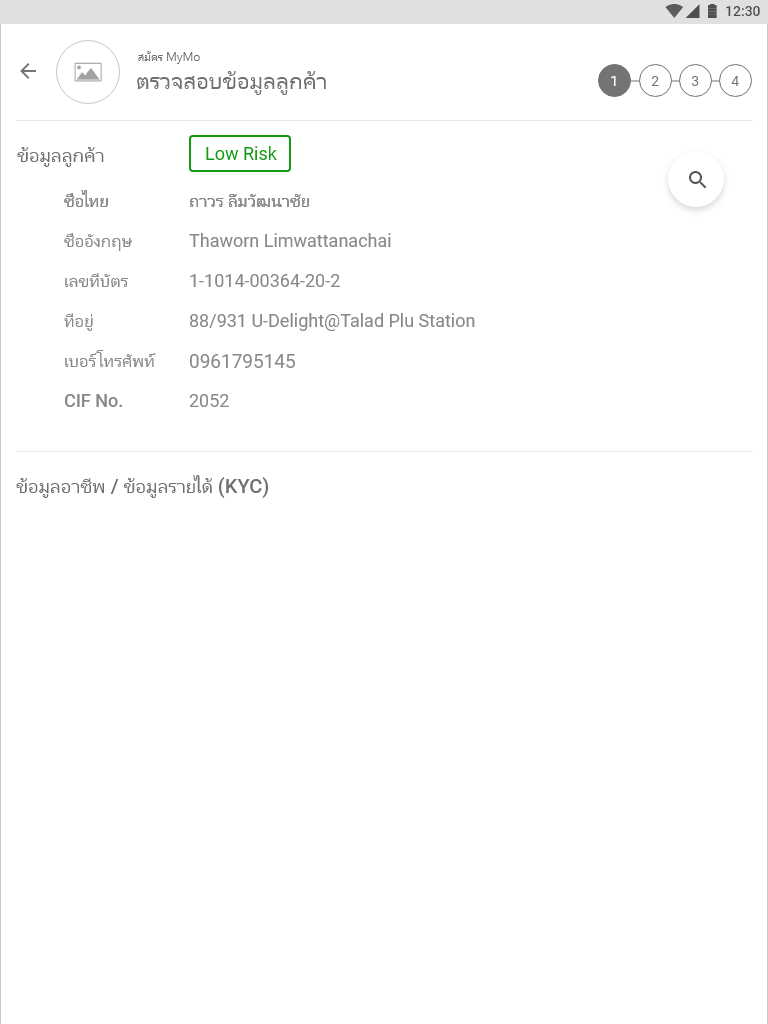 12:30
สมัคร MyMo
ตรวจสอบข้อมูลลูกค้า
1 2 3 4
ข้อมูลลูกค้า Low Risk
ชื่อไทย ถาวร ลิ้มวัฒนาชัย
ชื่ออังกฤษ Thaworn Limwattanachai
เลขที่บัตร 1-1014-00364-20-2
ที่อยู่ 88/931 U-Delight@Talad Plu Station
เบอร์โทรศัพท์ 0961795145
CIF No. 2052
ข้อมูลอาชีพ / ข้อมูลรายได้ (KYC)